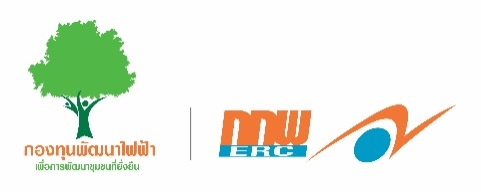 กองทุนพัฒนาไฟฟ้า
เพื่อการพัฒนาชุมชนที่ยั่งยืน
กกพ
ERC